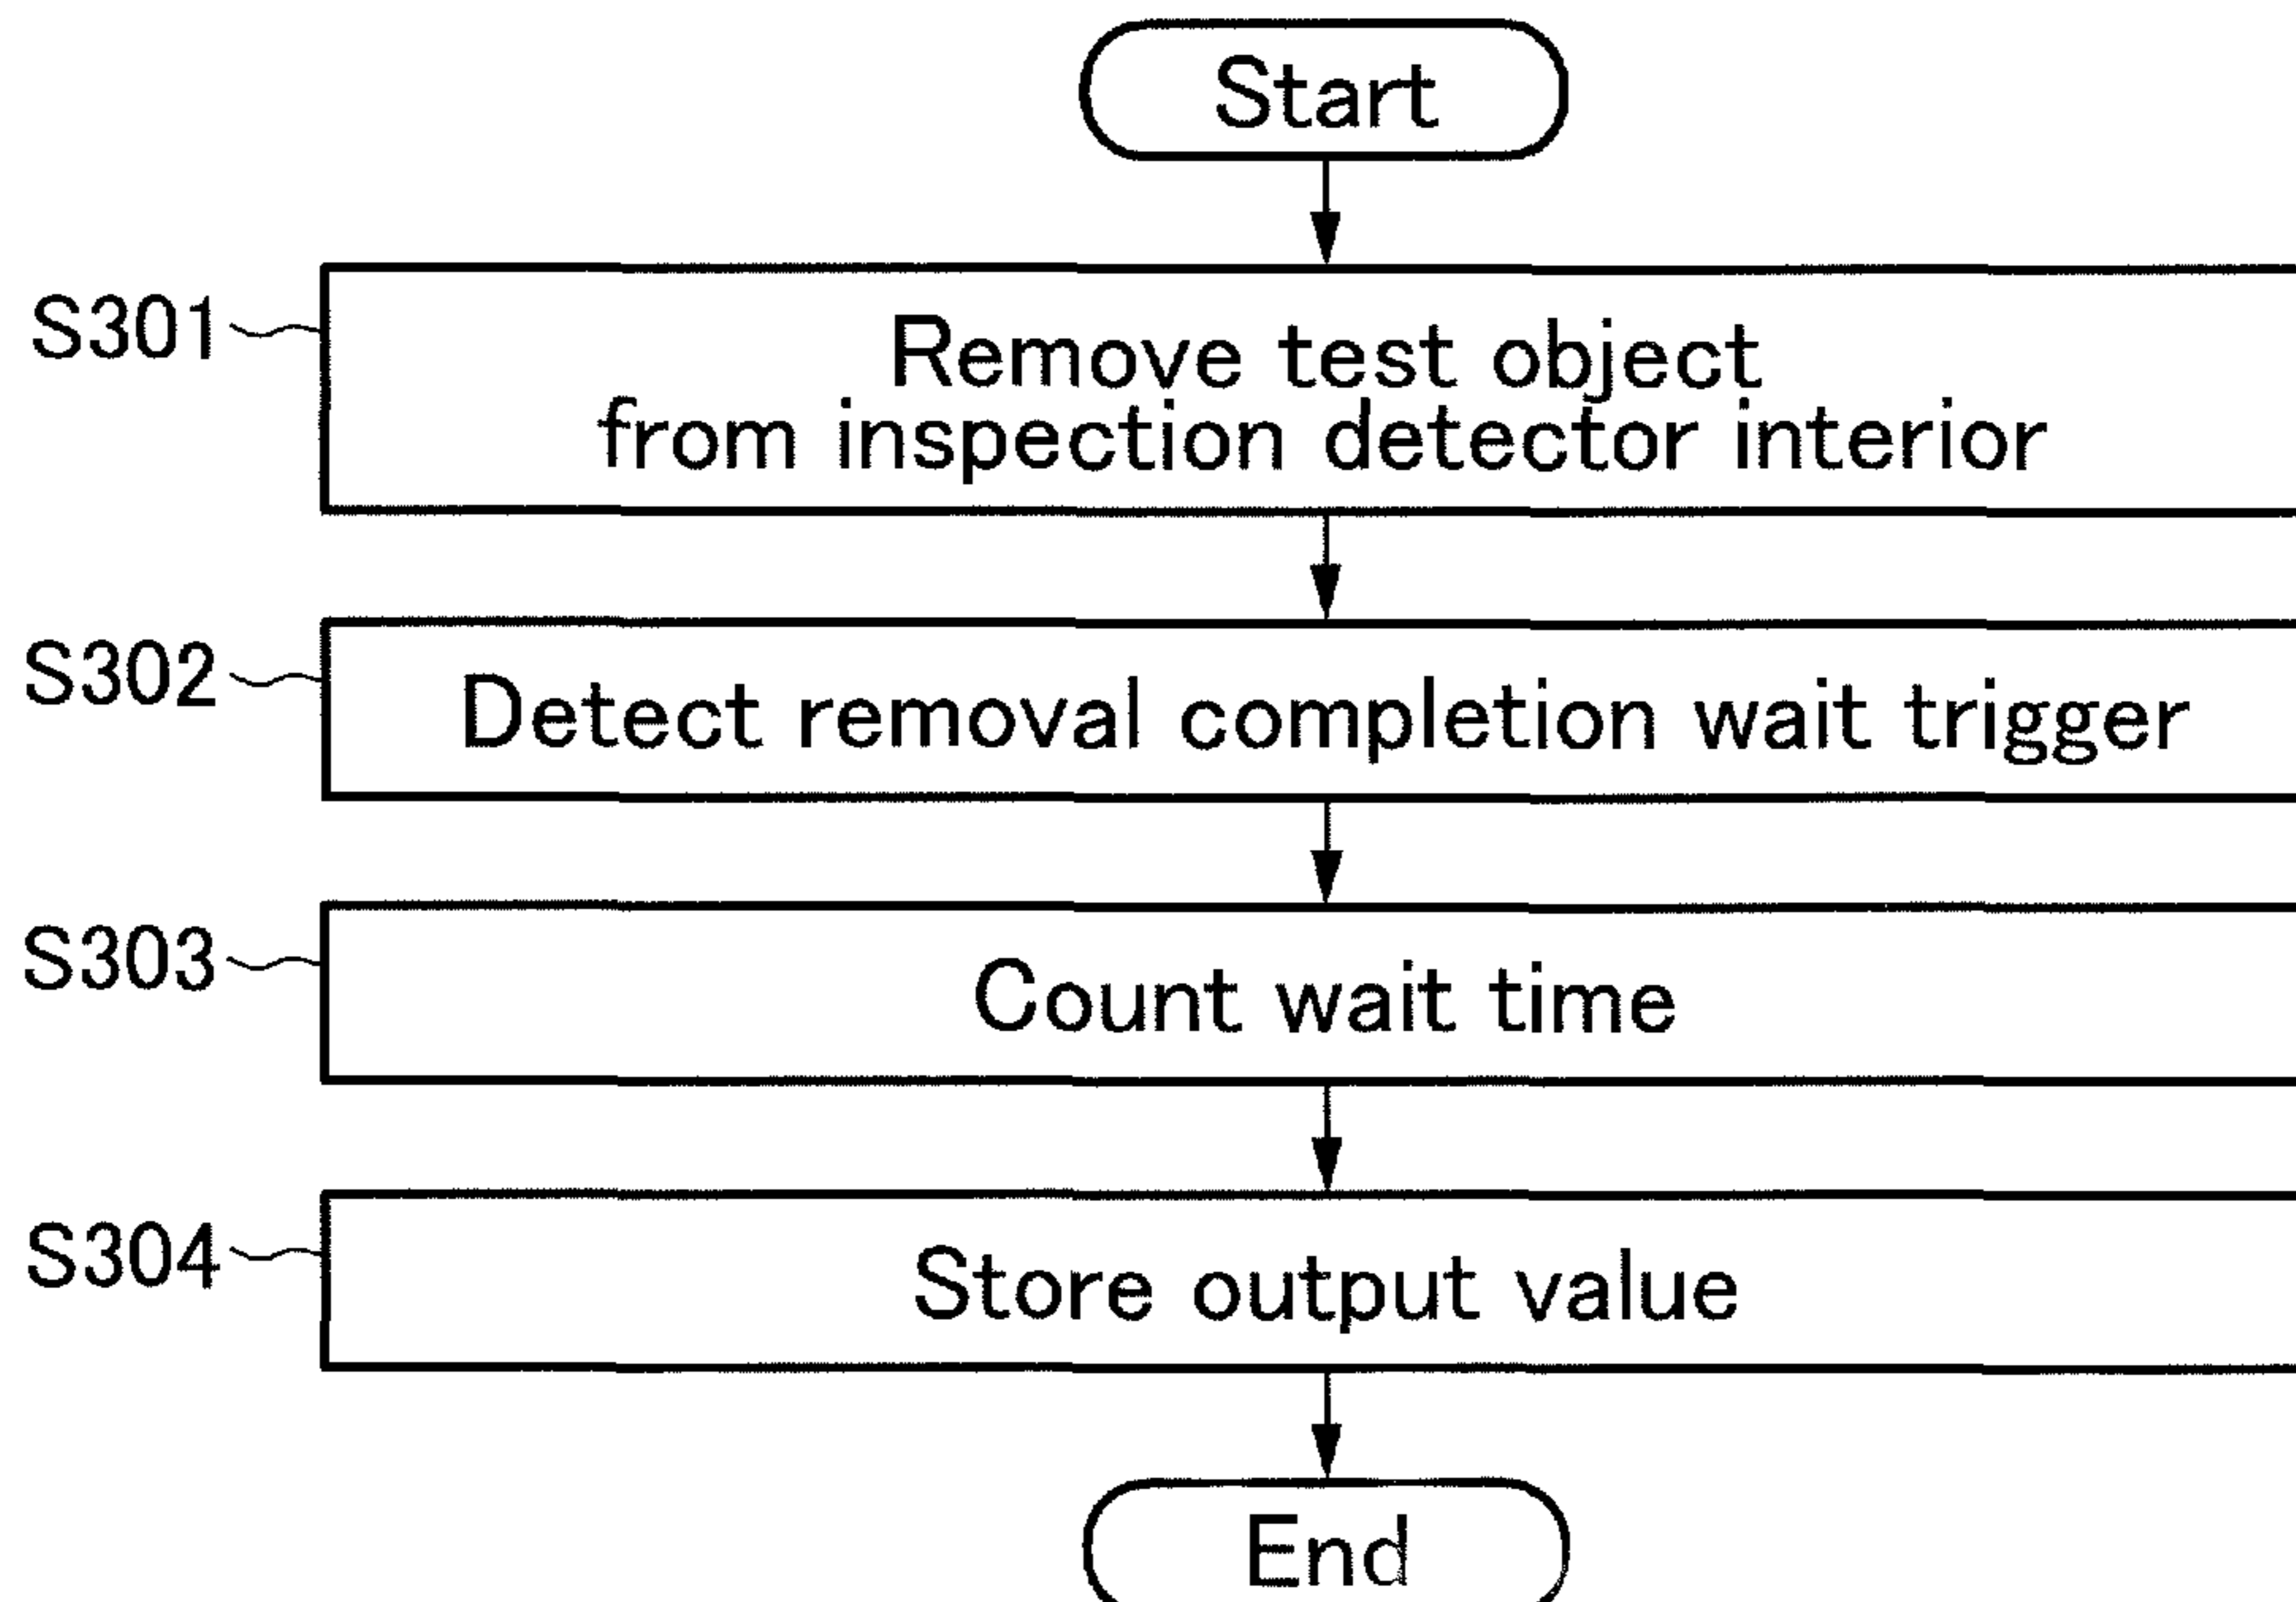 Start
S301
Remove test object
from inspection detector interior
S302
Detect removal completion wait trigger
S303
Count wait time
S304
Store output value
End